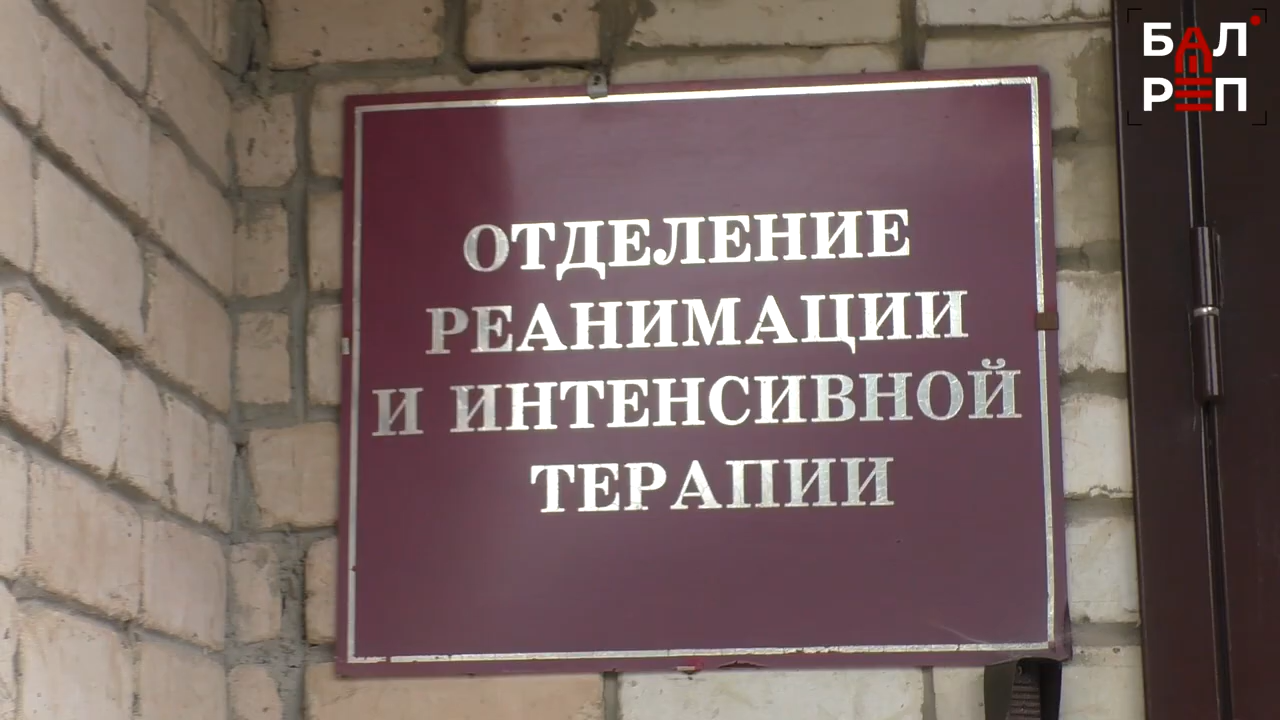 БАЛ
РЕП
ОТДЕЛЕНИЕ
РЕАНИМАЦИИ
И ИНТЕНСИВНОЙ
ТЕРАПИИ